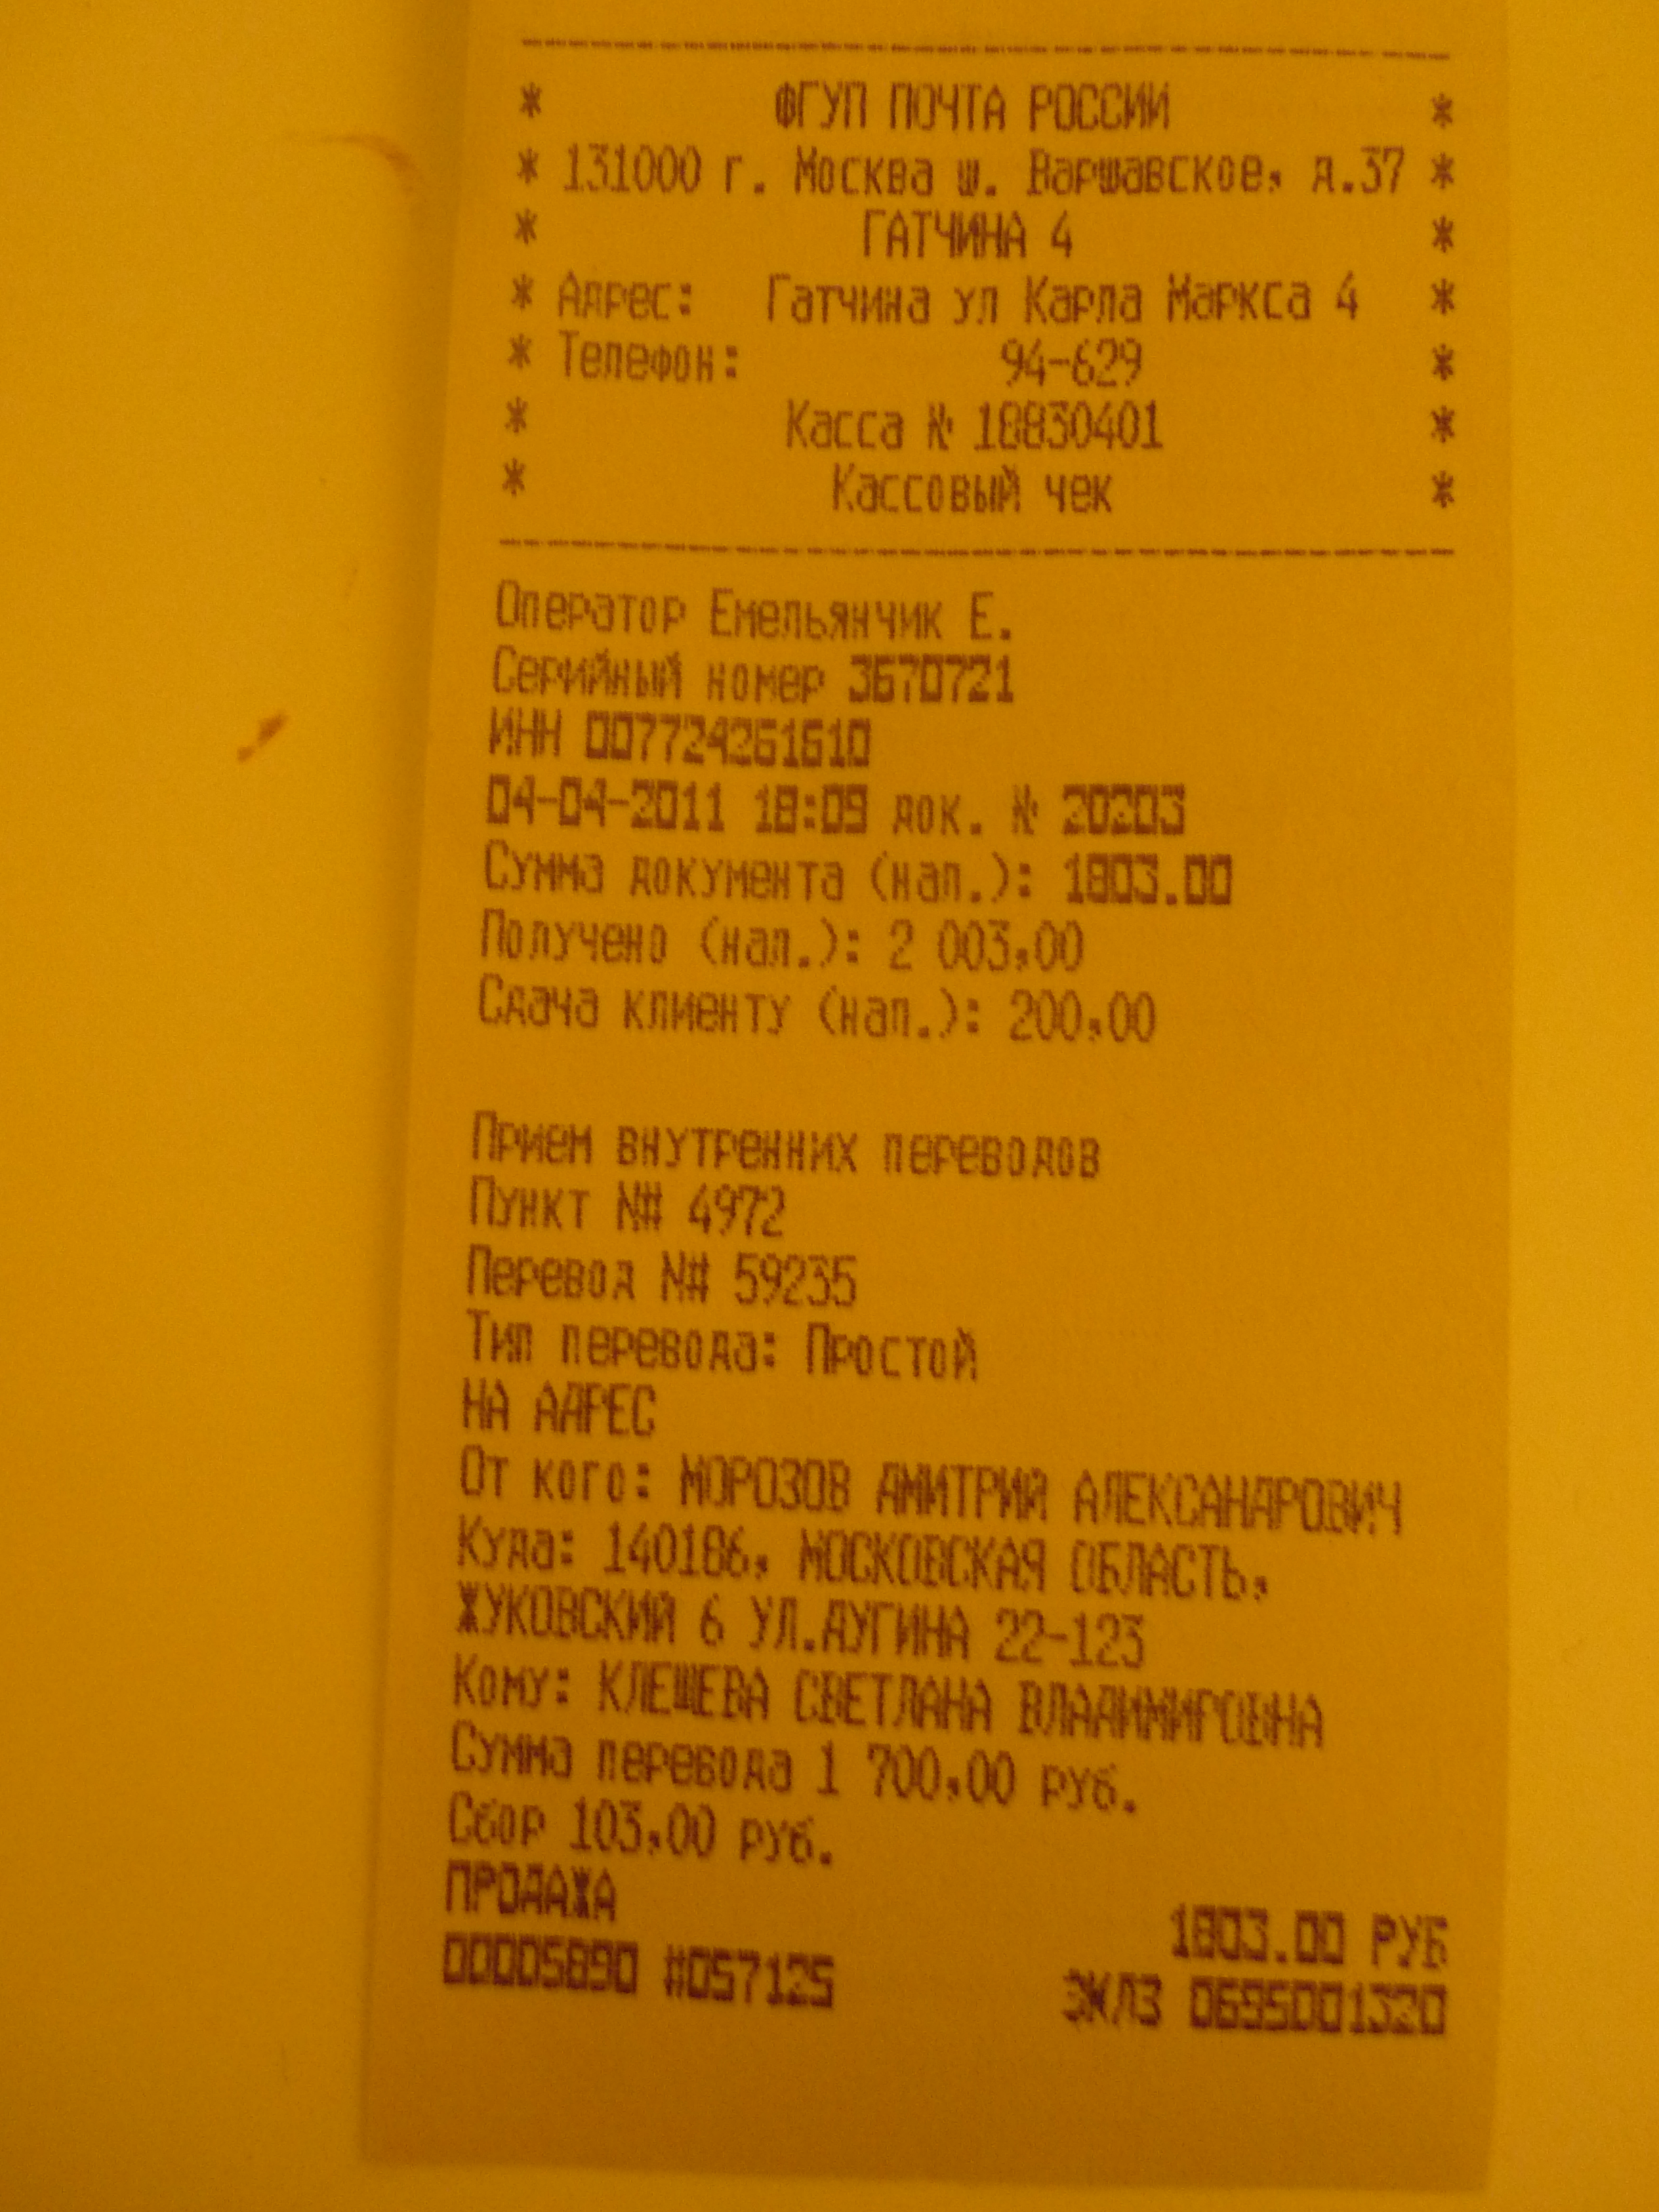 * ФГУП ПОЧТА РОССИИ *
* 131000 г. Москва ш. Варшавское, д.37 *
* ГАТЧИНА 4 *
* Адрес: Гатчина ул Карла Маркса 4 *
* Телефон: 94-629 *
* Касса № 18830401 *
* Кассовый чек *
Оператор Емельянчик Е.
Серийный номер 3670721
ИНН 007724261610
04-04-2011 18:09 док. № 20203
Сумма документа (нал.): 1803.00
Получено (нал.): 2 003,00
Сдача клиенту (нал.): 200,00
Прием внутренних переводов
Пункт N# 4972
Перевод N# 59235
Тип перевода: Простой
НА АДРЕС
От кого: МОРОЗОВ ДМИТРИЙ АЛЕКСАНДРОВИЧ
Куда: 140186, МОСКОВСКАЯ ОБЛАСТЬ,
ЖУКОВСКИЙ 6 УЛ.ДУГИНА 22-123
Кому: КЛЕШЕВА СВЕТЛАНА ВЛАДИМИРОВНА
Сумма перевода 1 700,00 руб.
Сбор 103,00 руб.
ПРОДАЖА 1803.00 РУБ
00005890 #057125 ЭКЛЗ 0695001320